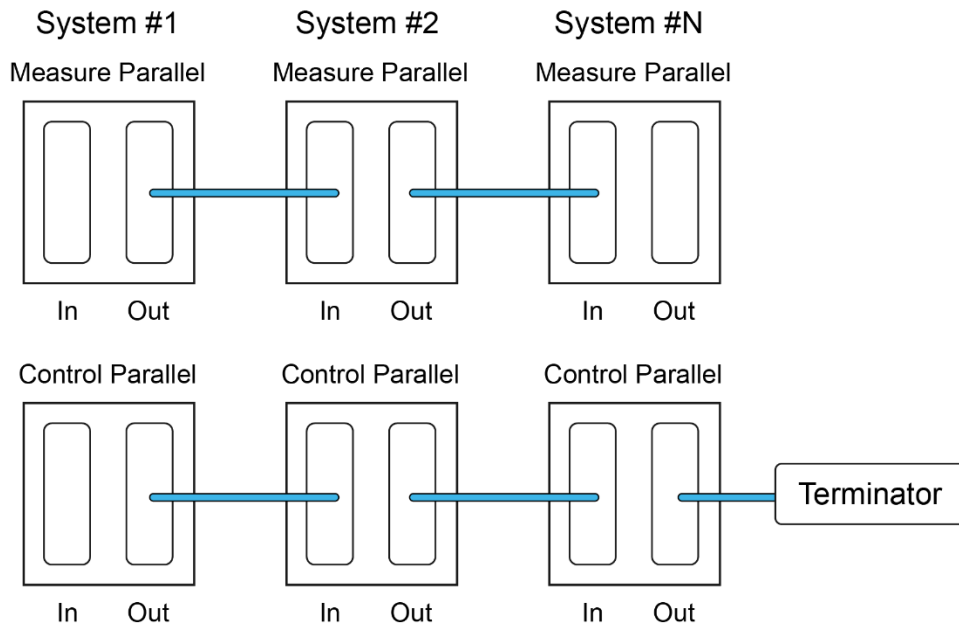 System #1
System #2
System #N
Measure Parallel
Measure Parallel
Measure Parallel
In
Out
In
Out
In
Out
Control Parallel
Control Parallel
Control Parallel
Terminator
In
Out
In
Out
In
Out